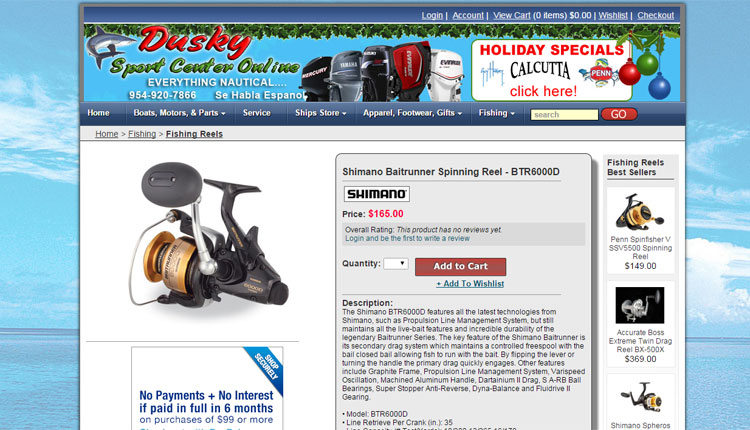 Login | Account | View Cart (0 items) $0.00 | Wishlist | Checkout
Dusky
Sport Center Online
EVERYTHING NAUTICAL....
954-920-7866 Se Habla Espanol
MERCURY
YAMAHA
SUZUKI
EVINRUDE
HOLIDAY SPECIALS
Guy Harvey
CALCUTTA
PENN
click here!
Home Boats, Motors, & Parts Service Ships Store Apparel, Footwear, Gifts Fishing search GO
Home > Fishing > Fishing Reels
Shimano Baitrunner Spinning Reel - BTR6000D
SHIMANO
Price: $165.00
Overall Rating: This product has no reviews yet.
Login and be the first to write a review
Quantity: Add to Cart
+ Add To Wishlist
Description:
The Shimano BTR6000D features all the latest technologies from
Shimano, such as Propulsion Line Management System, but still
maintains all the live-bait features and incredible durability of the
legendary Baitrunner Series. The key feature of the Shimano Baitrunner is
its secondary drag system which maintains a controlled freespool with the
bail closed bail allowing fish to run with the bait. By flipping the lever or
turning the handle the primary drag quickly engages. Other features
include Graphite Frame, Propulsion Line Management System, Varispeed
Oscillation, Machined Aluminum Handle, Dartainium II Drag, S A-RB Ball
Bearings, Super Stopper Anti-Reverse, Dyna-Balance and Fluidrive II
Gearing.
• Model: BTR6000D
• Line Retrieve Per Crank (in.): 35
Fishing Reels
Best Sellers
Penn Spinfisher V
SSV5500 Spinning
Reel
$149.00
Accurate Boss
Extreme Twin Drag
Reel BX-500X
$369.00
Shimano Spheros
SHOP
SECURELY
No Payments + No Interest
if paid in full in 6 months
on purchases of $99 or more